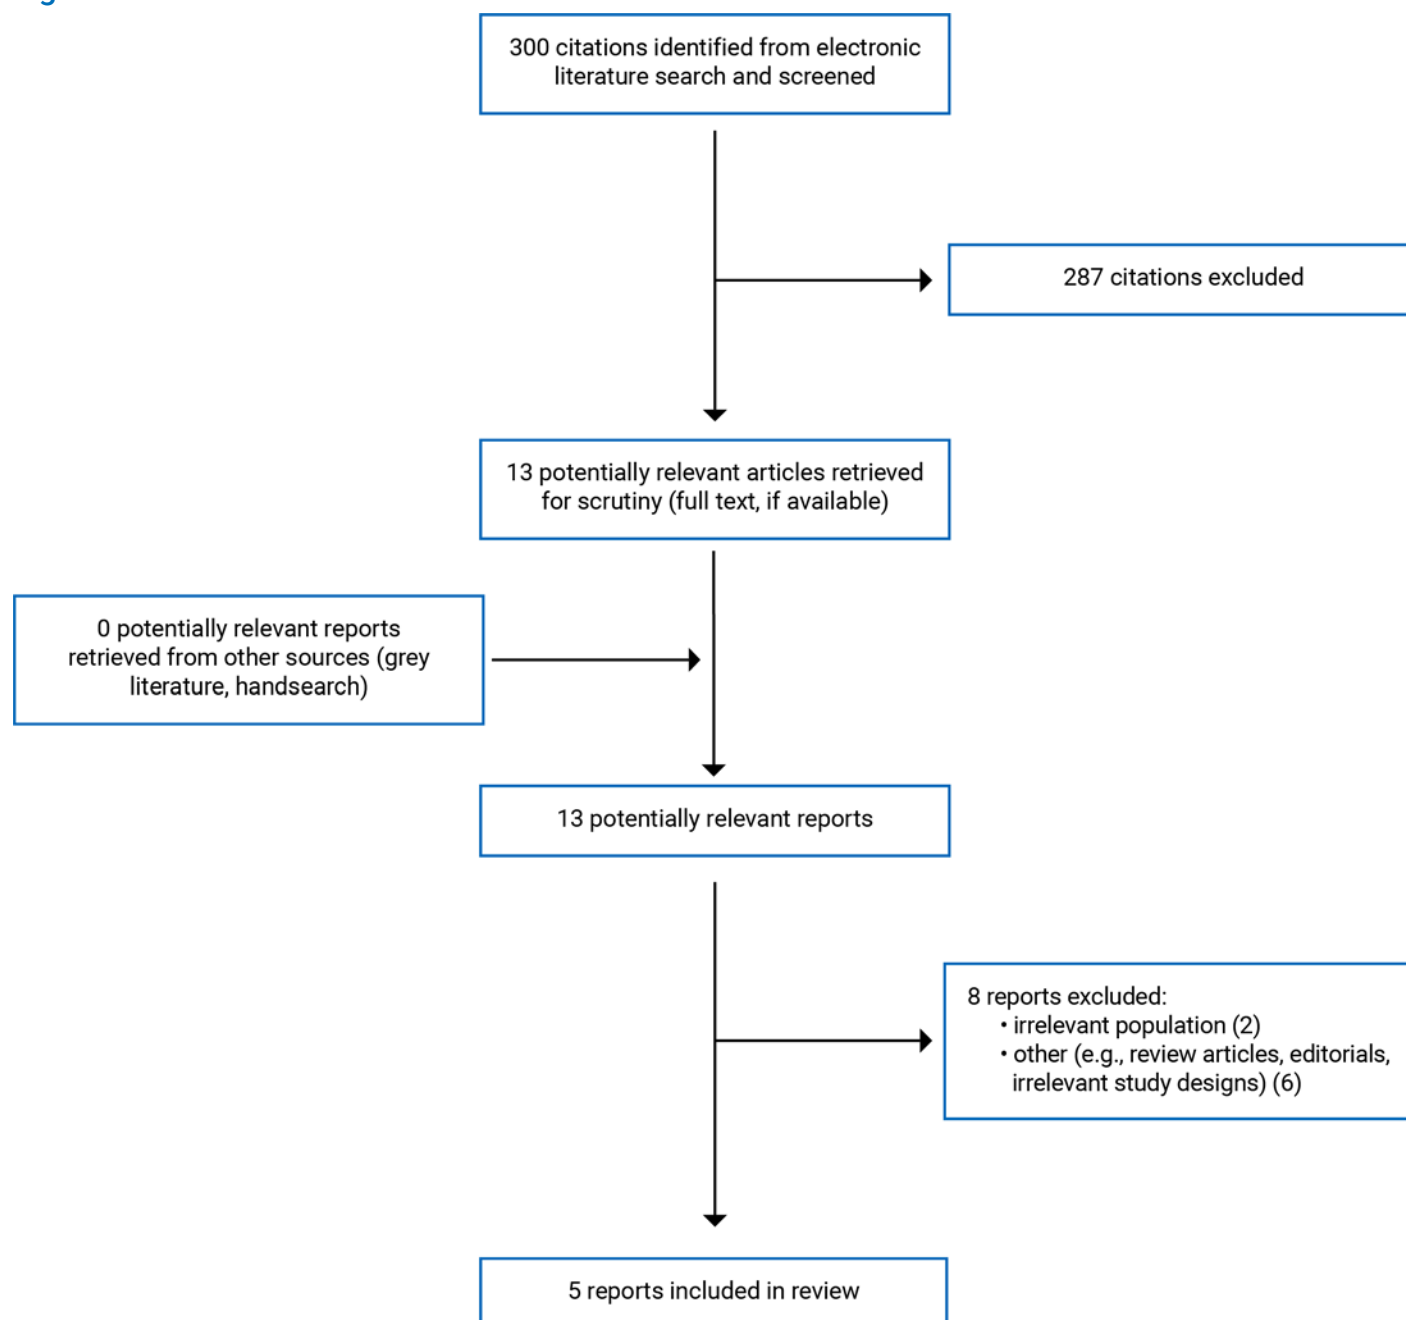 300 citations identified from electronic
literature search and screened
287 citations excluded
13 potentially relevant articles retrieved
for scrutiny (full text, if available)
0 potentially relevant reports
retrieved from other sources (grey
literature, handsearch)
13 potentially relevant reports
8 reports excluded:
• irrelevant population (2)
• other (e.g., review articles, editorials,
irrelevant study designs) (6)
5 reports included in review